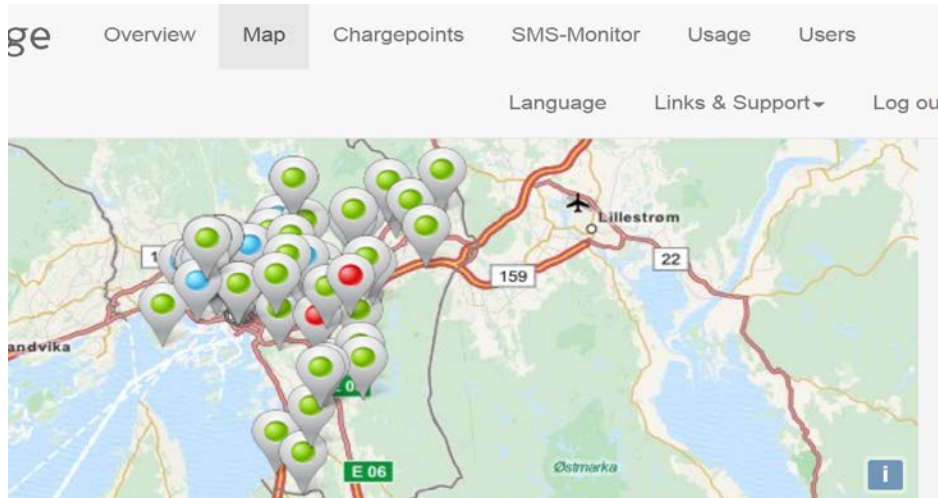 ge Overview Map Chargepoints SMS-Monitor Usage Users
Language Links & Support Log ou
Lillestrøm
22
159
andvika
E 06
Østmarka
i